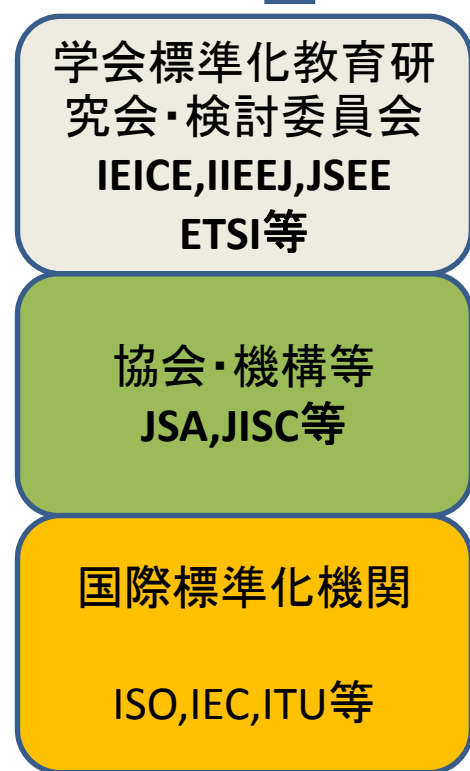 学会標準化教育研
究会・検討委員会
IEICE,IIEEJ,JSEE
ETSI等
協会・機構等
JSA,JISC等
国際標準化機関
ISO,IEC,ITU等